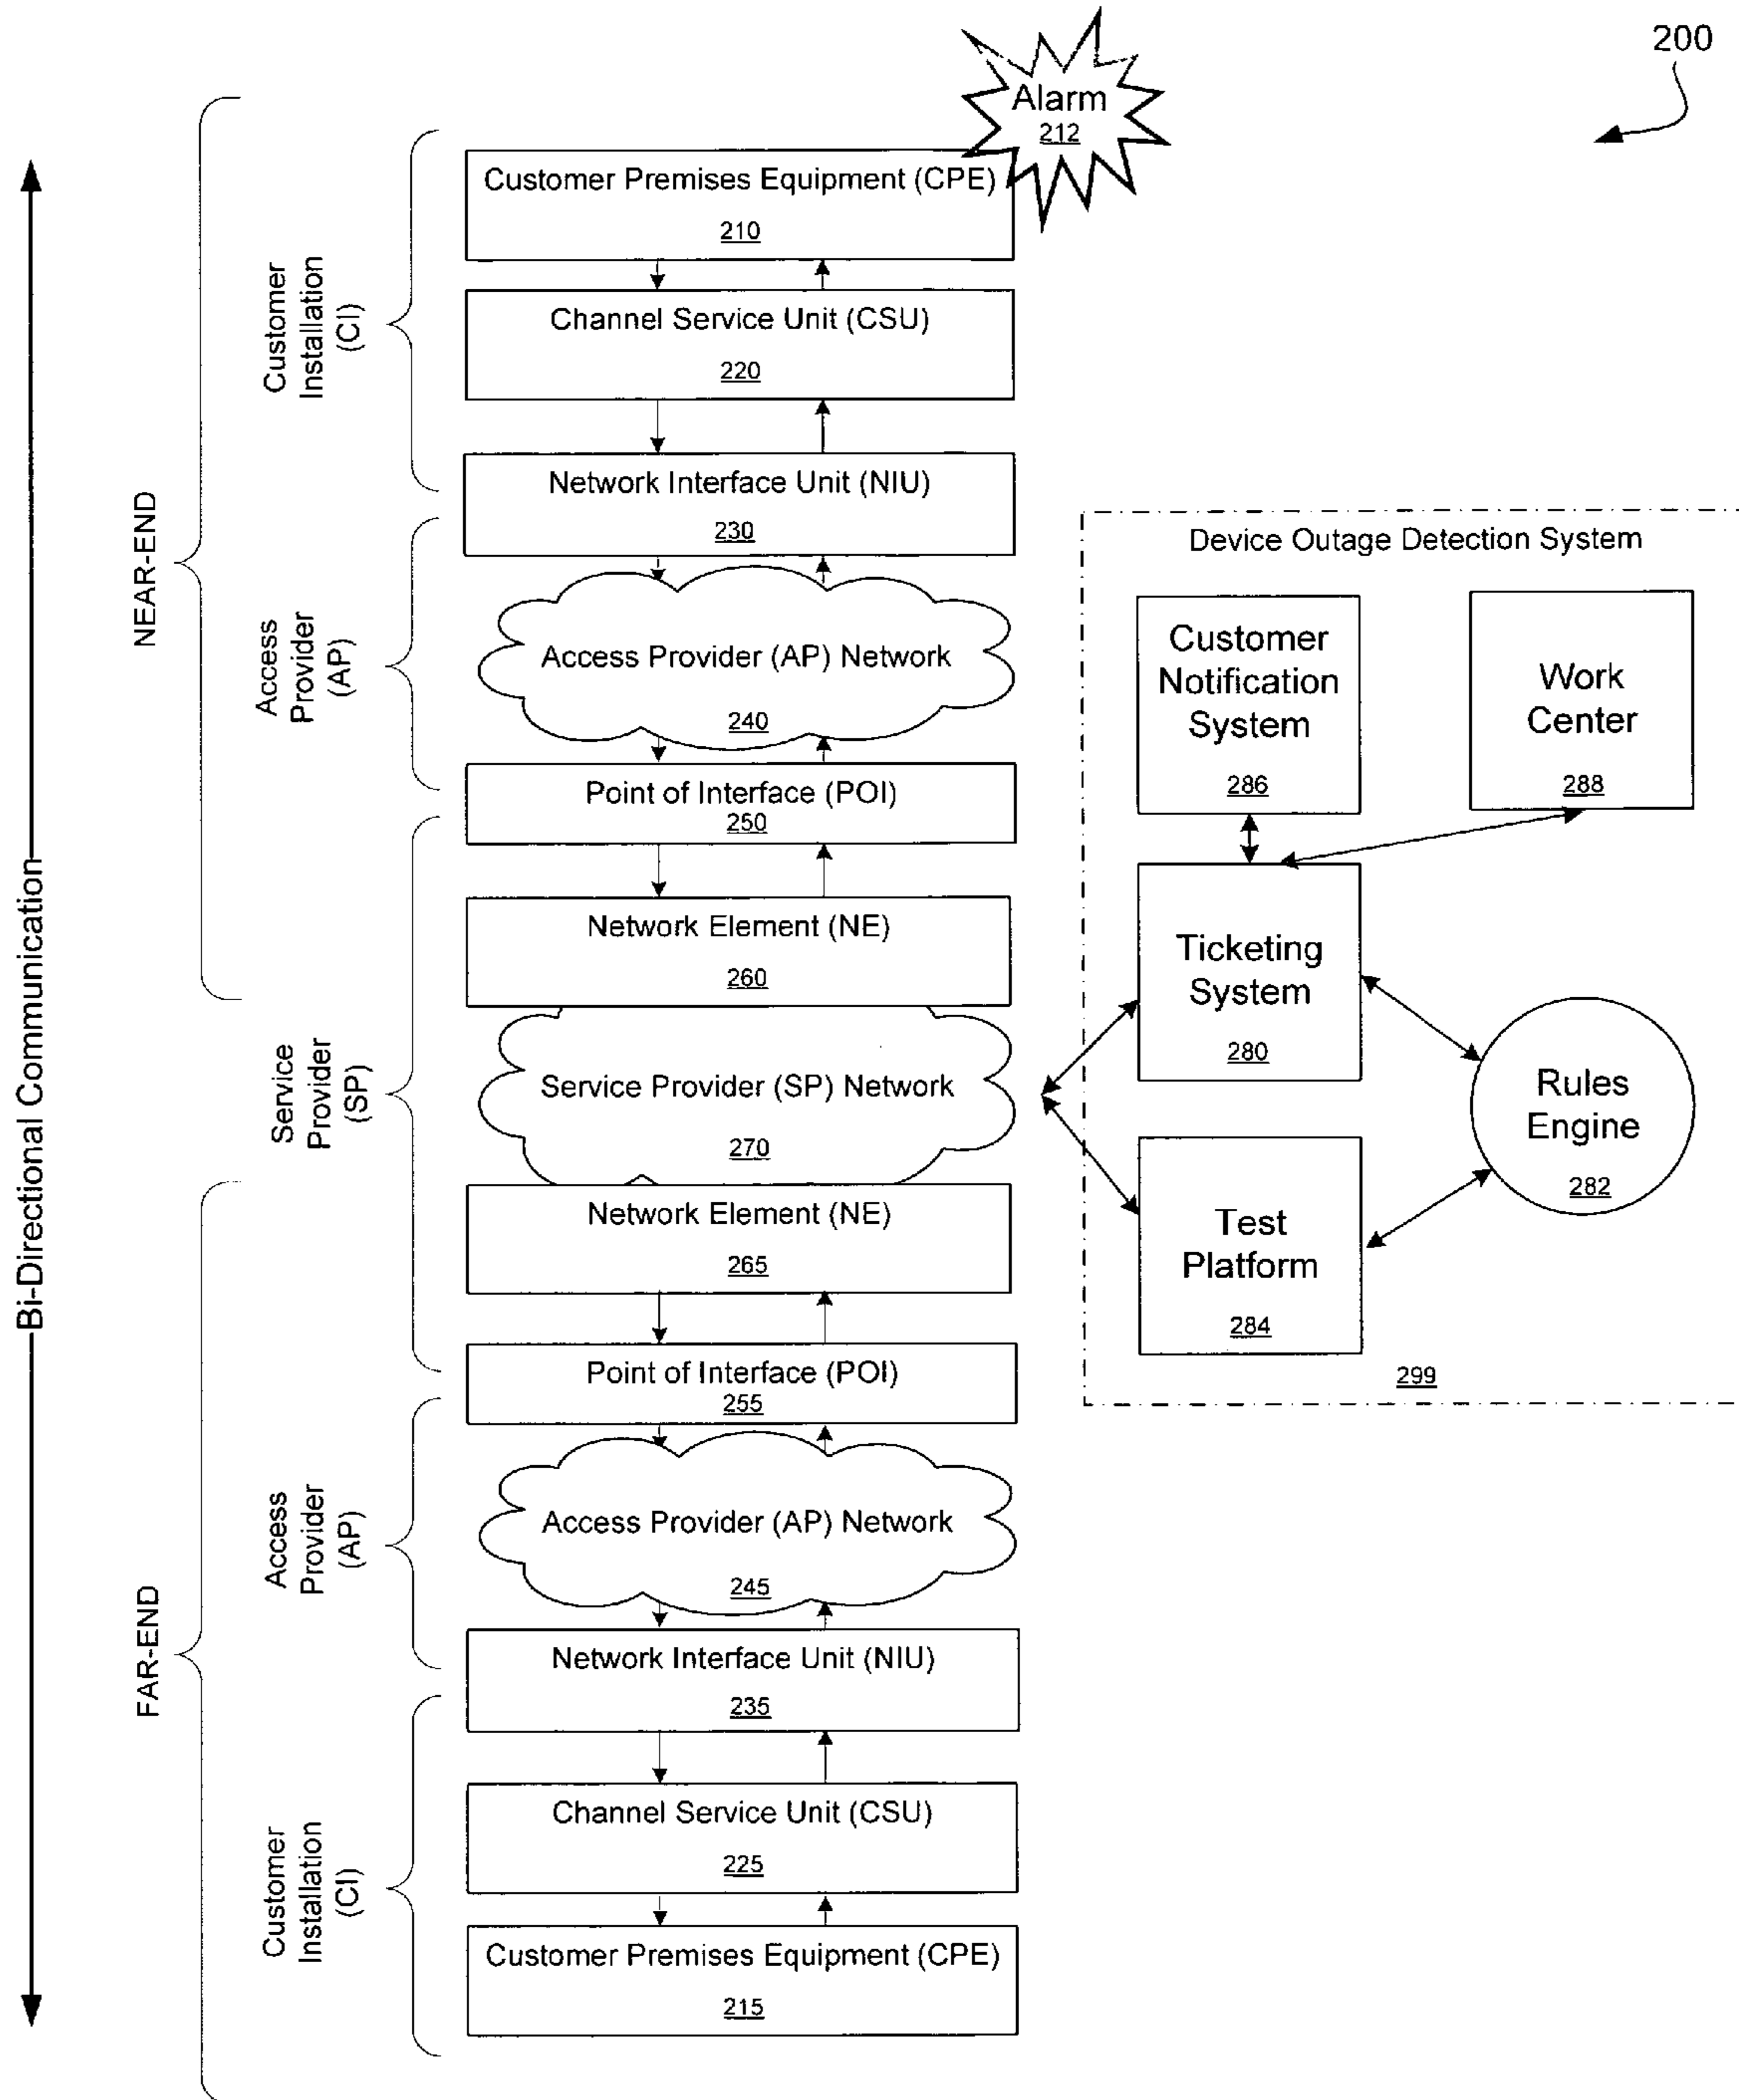 200
Alarm
212
Customer Premises Equipment (CPE)
210
Channel Service Unit (CSU)
220
Customer
Installation
(CI)
Network Interface Unit (NIU)
230
NEAR-END
Access
Provider
(AP)
Access Provider (AP) Network
240
Point of Interface (POI)
250
Network Element (NE)
260
Bi-Directional Communication
Service
Provider
(SP)
Service Provider (SP) Network
270
Network Element (NE)
265
Point of Interface (POI)
255
FAR-END
Access
Provider
(AP)
Access Provider (AP) Network
245
Network Interface Unit (NIU)
235
Customer
Installation
(CI)
Channel Service Unit (CSU)
225
Customer Premises Equipment (CPE)
215
Device Outage Detection System
Customer
Notification
System
286
Work
Center
288
Ticketing
System
280
Rules
Engine
282
Test
Platform
284
299